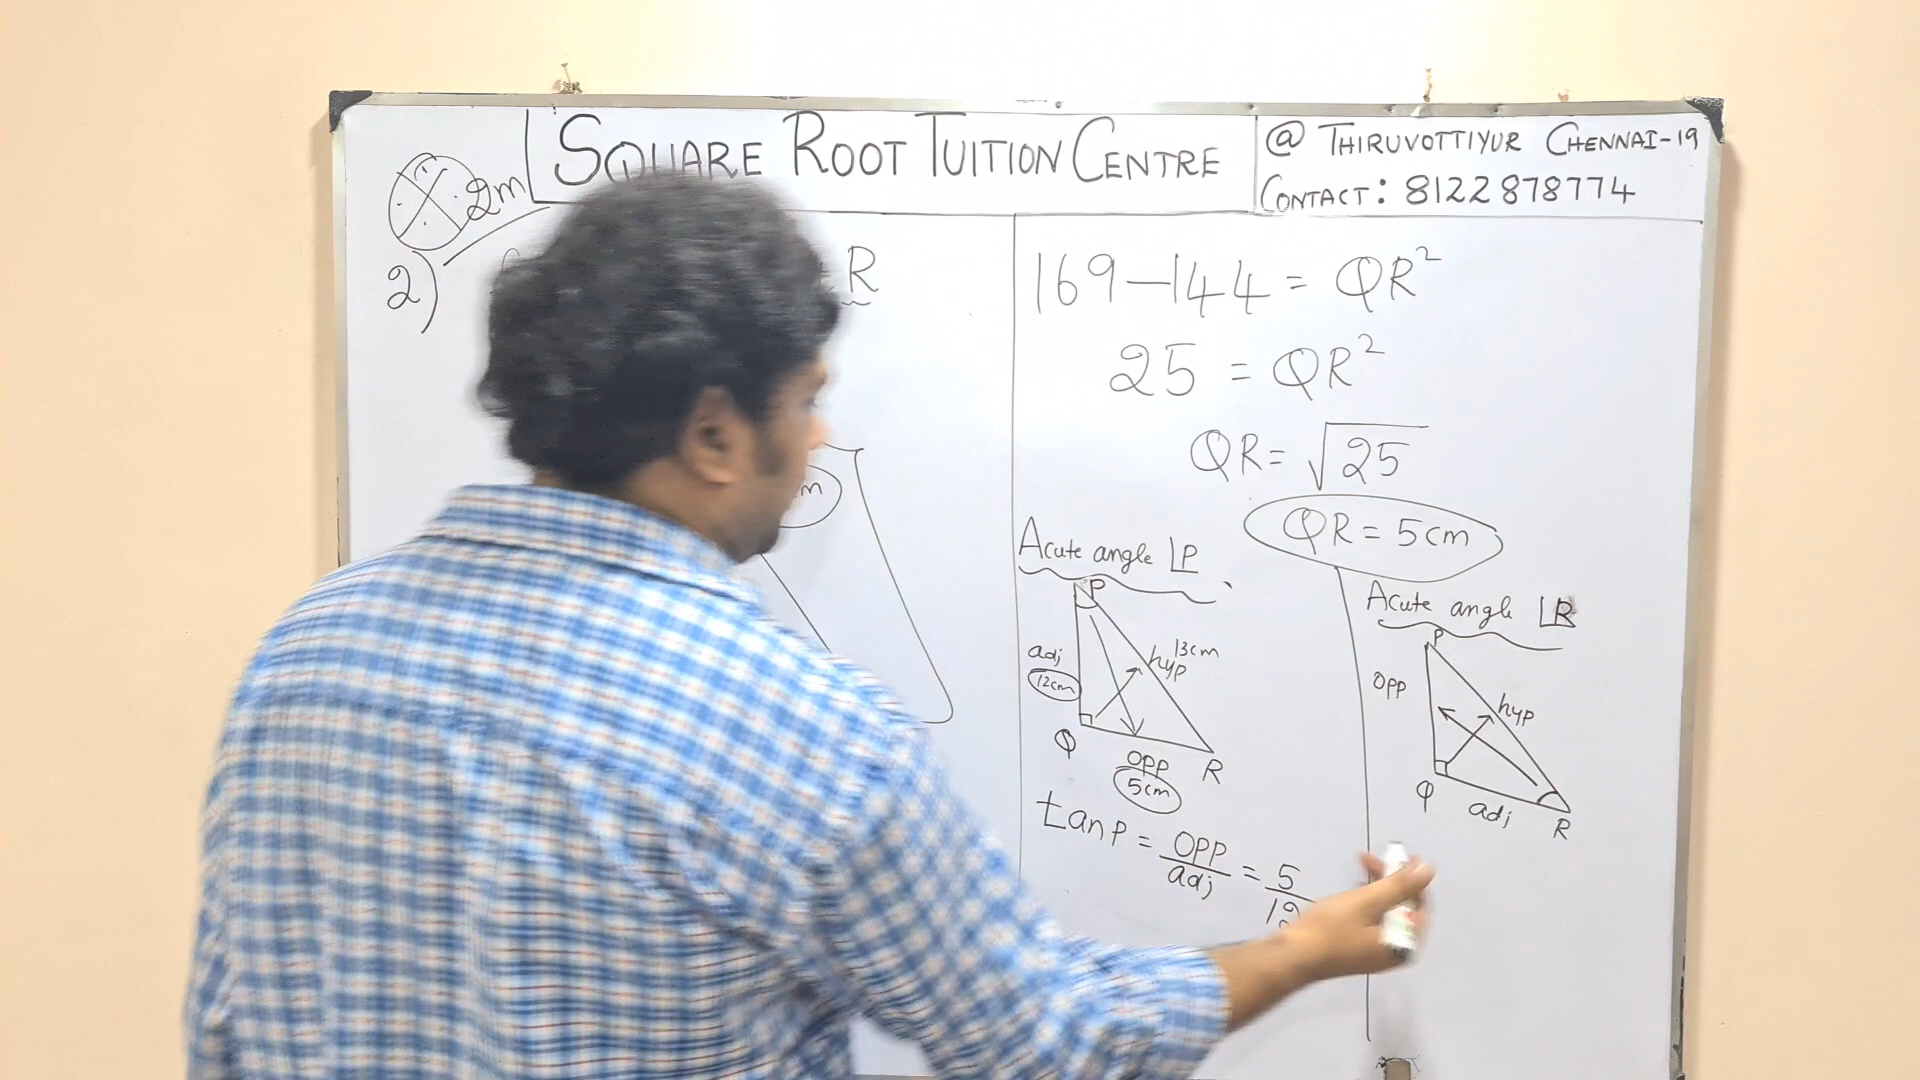 SQUARE ROOT TUITION CENTRE
@ THIRUVOTTIYUR CHENNAI-19
CONTACT: 8122878774
2m
2)
R
169-144 = QR²
25 = QR²
QR = √25
QR = 5cm
Acute angle ∠P
P
adj
12cm
hyp
13cm
Q
opp
5cm
R
tan P = opp/adj = 5/12
Acute angle ∠R
P
opp
hyp
Q
adj
R